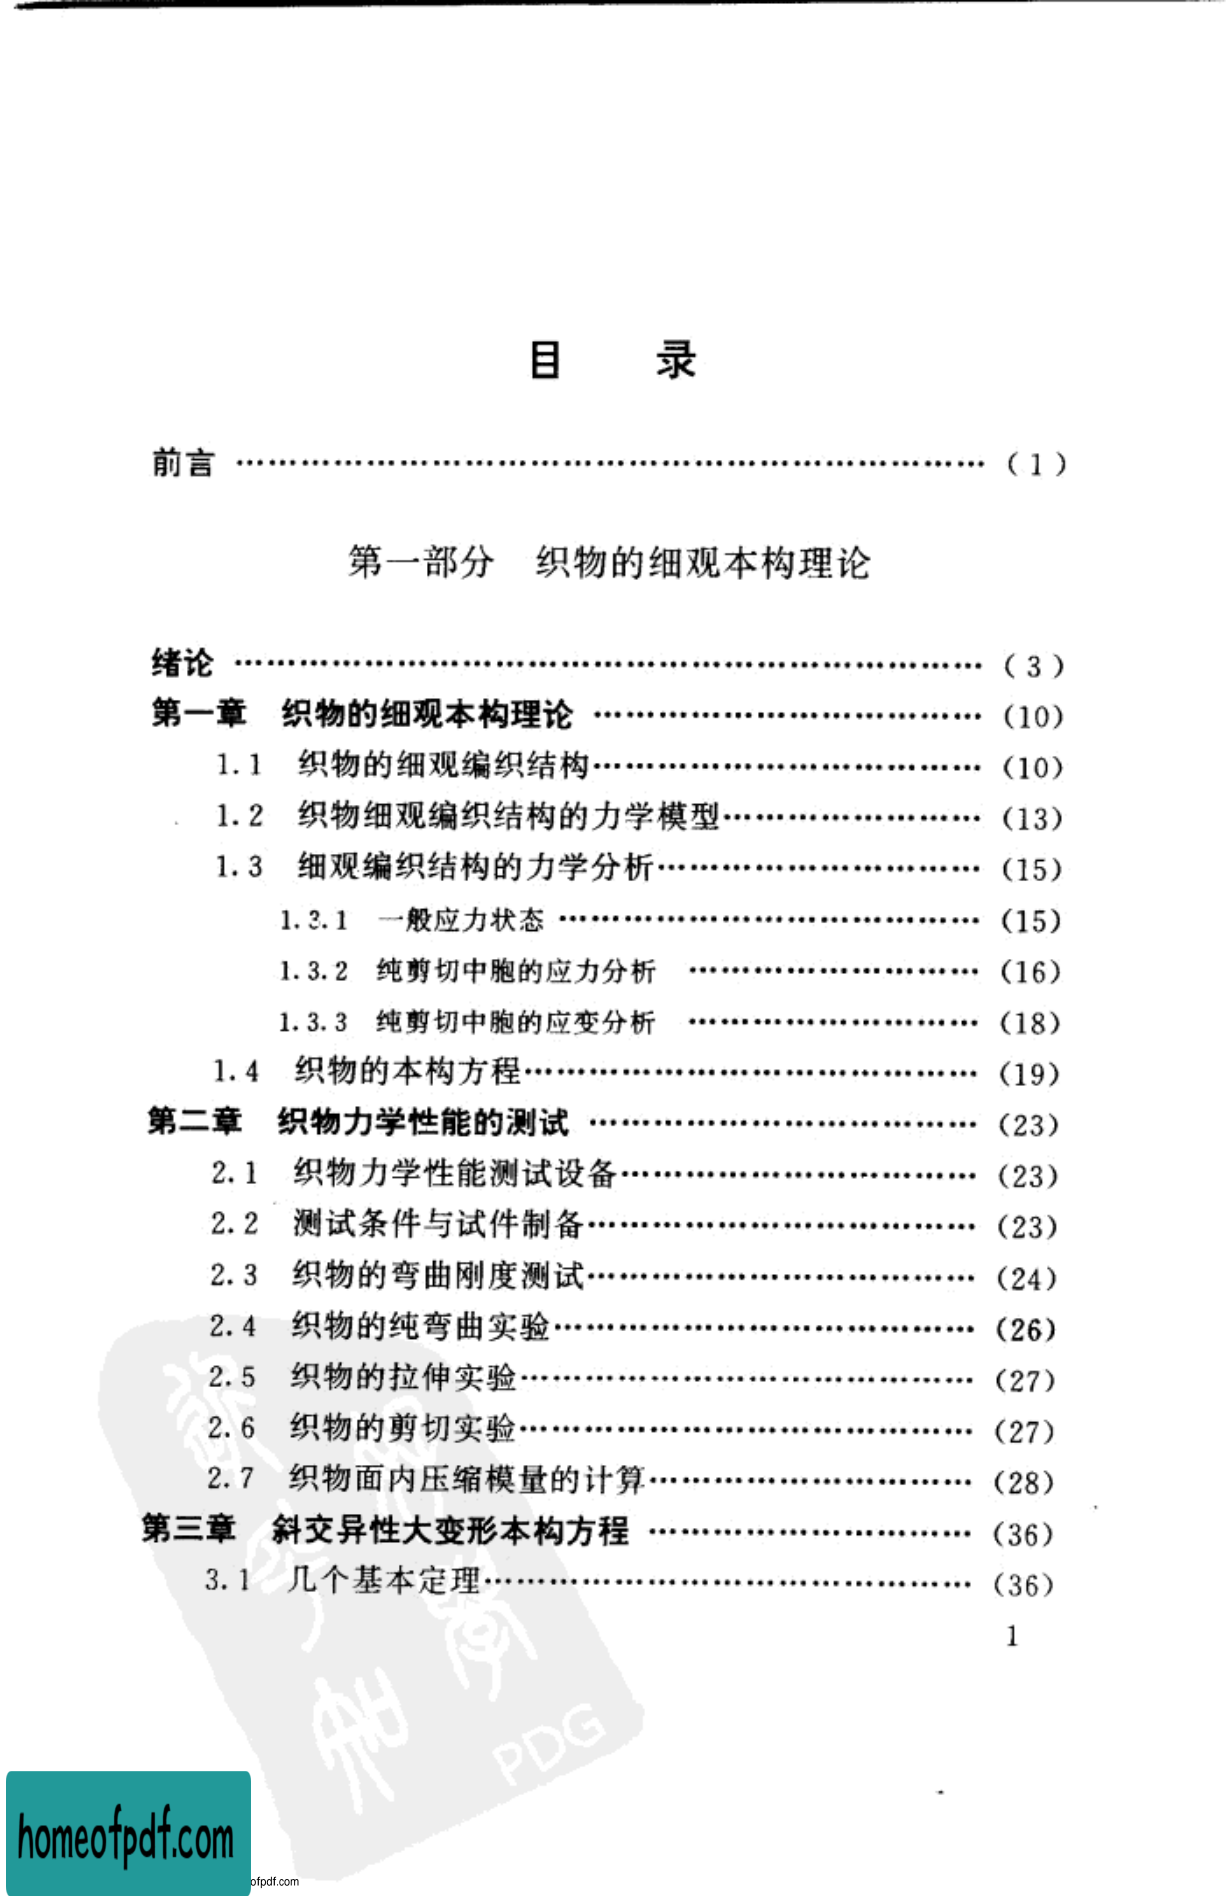 目 录
前言 …………………………………………………………… ( 1 )
第一部分 织物的细观本构理论
绪论 …………………………………………………………… ( 3 )
第一章 织物的细观本构理论 ……………………………… (10)
1.1 织物的细观编织结构……………………………… (10)
1.2 织物细观编织结构的力学模型…………………… (13)
1.3 细观编织结构的力学分析………………………… (15)
1.3.1 一般应力状态 ………………………………… (15)
1.3.2 纯剪切中胞的应力分析 ……………………… (16)
1.3.3 纯剪切中胞的应变分析 ……………………… (18)
1.4 织物的本构方程…………………………………… (19)
第二章 织物力学性能的测试 ……………………………… (23)
2.1 织物力学性能测试设备…………………………… (23)
2.2 测试条件与试件制备……………………………… (23)
2.3 织物的弯曲刚度测试……………………………… (24)
2.4 织物的纯弯曲实验………………………………… (26)
2.5 织物的拉伸实验…………………………………… (27)
2.6 织物的剪切实验…………………………………… (27)
2.7 织物面内压缩模量的计算………………………… (28)
第三章 斜交异性大变形本构方程 ………………………… (36)
3.1 几个基本定理……………………………………… (36)
1
PDG
homeofpdf.com
ofpdf.com